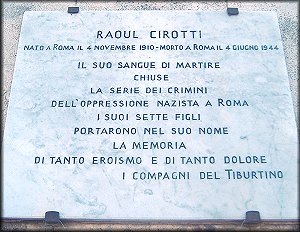 RAOUL CIROTTI
NATO A ROMA IL 4 NOVEMBRE 1910 - MORTO A ROMA IL 4 GIUGNO 1944
IL SUO SANGUE DI MARTIRE
CHIUSE
LA SERIE DEI CRIMINI
DELL'OPPRESSIONE NAZISTA A ROMA
I SUOI SETTE FIGLI
PORTARONO NEL SUO NOME
LA MEMORIA
DI TANTO EROISMO E DI TANTO DOLORE
I COMPAGNI DEL TIBURTINO